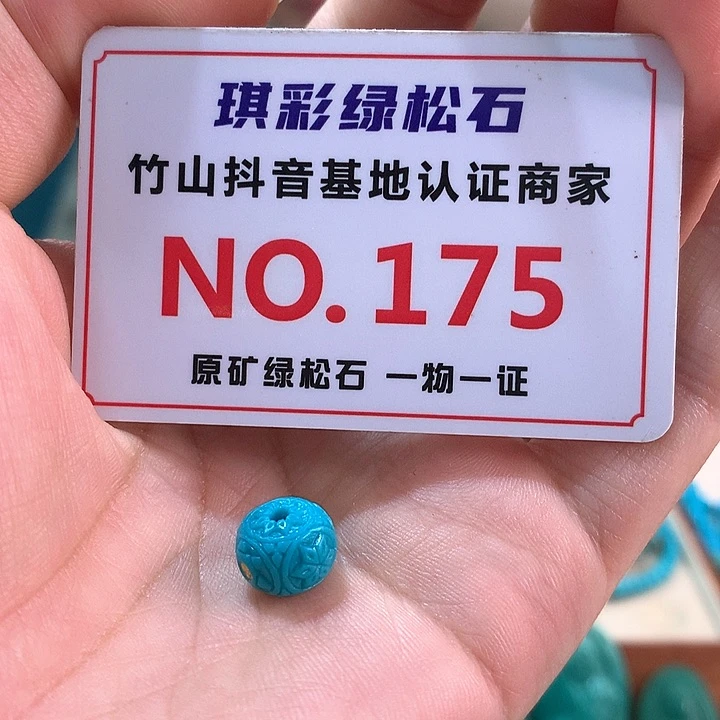 琪彩绿松石
竹山抖音基地认证商家
NO.175
原矿绿松石 一物一证